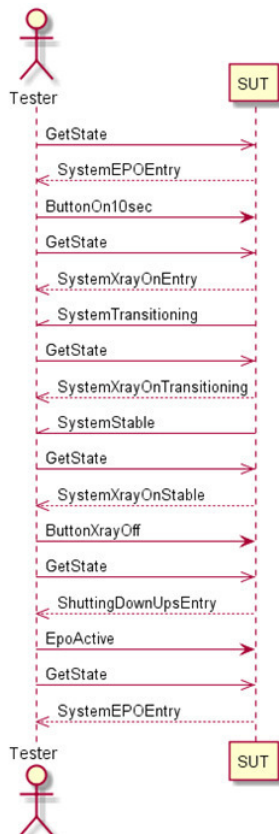 Tester
SUT
GetState
SystemEPOEntry
ButtonOn10sec
GetState
SystemXrayOnEntry
SystemTransitioning
GetState
SystemXrayOnTransitioning
SystemStable
GetState
SystemXrayOnStable
ButtonXrayOff
GetState
ShuttingDownUpsEntry
EpoActive
GetState
SystemEPOEntry
Tester
SUT